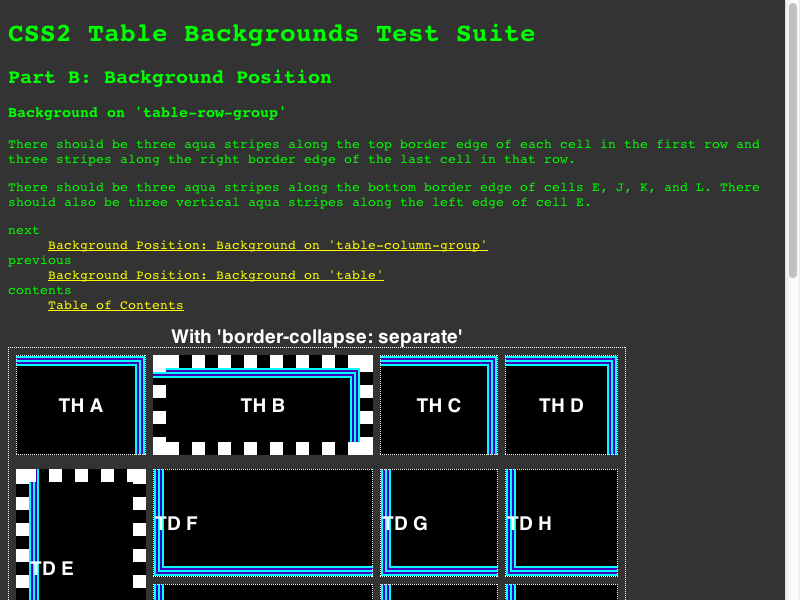 CSS2 Table Backgrounds Test Suite
Part B: Background Position
Background on 'table-row-group'
There should be three aqua stripes along the top border edge of each cell in the first row and
three stripes along the right border edge of the last cell in that row.
There should be three aqua stripes along the bottom border edge of cells E, J, K, and L. There
should also be three vertical aqua stripes along the left edge of cell E.
next
Background Position: Background on 'table-column-group'
previous
Background Position: Background on 'table'
contents
Table of Contents
With 'border-collapse: separate'
TH A TH B TH C TH D
TD F TD G TD H
TD E